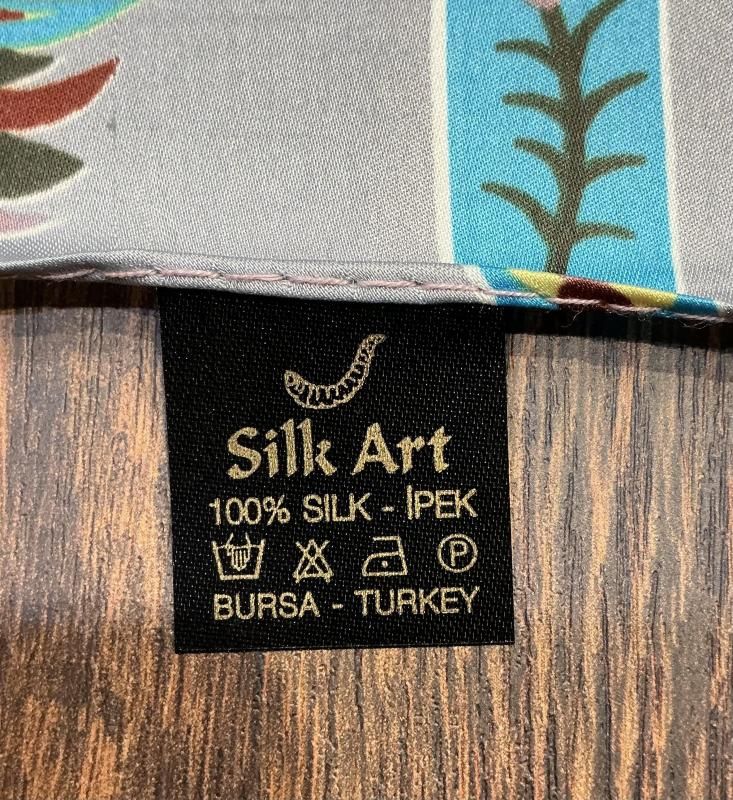 Silk Art
100% SILK - İPEK
P
BURSA - TURKEY